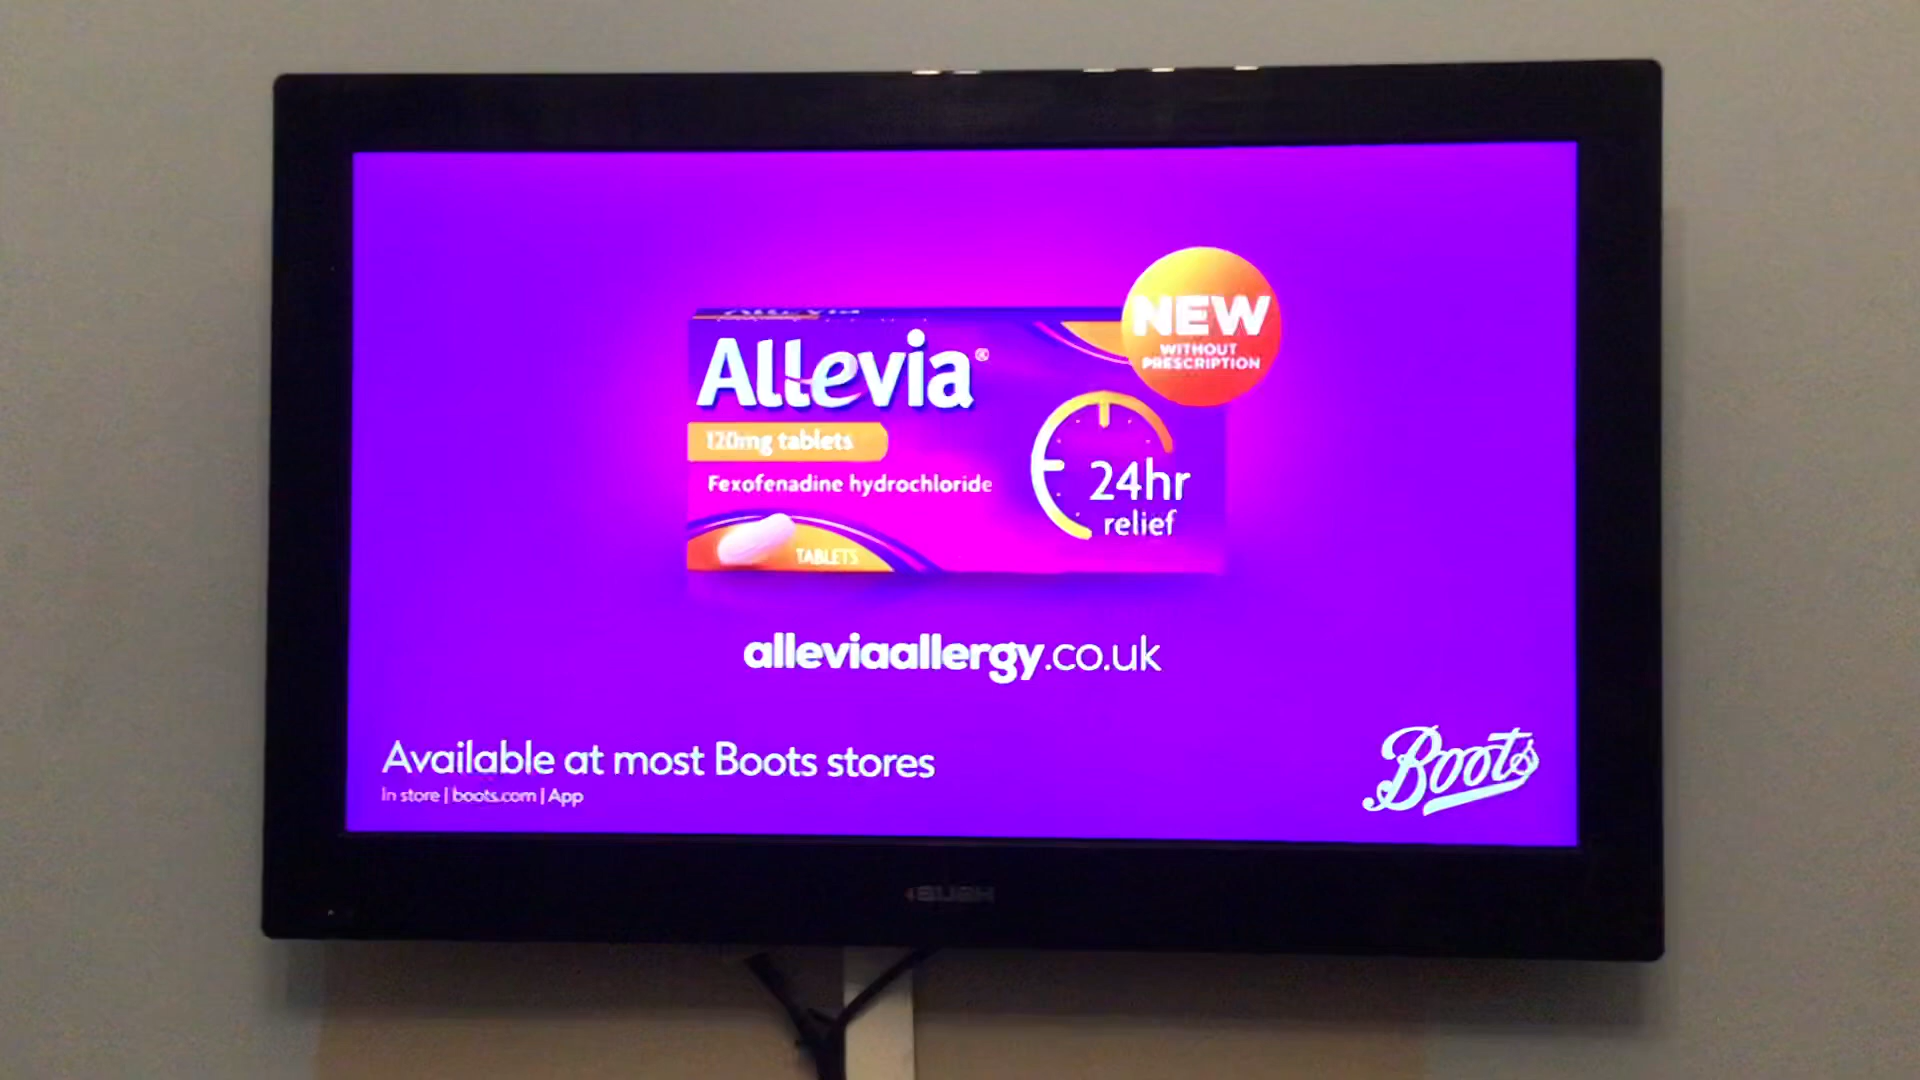 Allevia®
NEW
WITHOUT
PRESCRIPTION
120mg tablets
Fexofenadine hydrochloride
24hr
relief
TABLETS
alleviaallergy.co.uk
Available at most Boots stores
In store | boots.com | App
Boots
BUSH